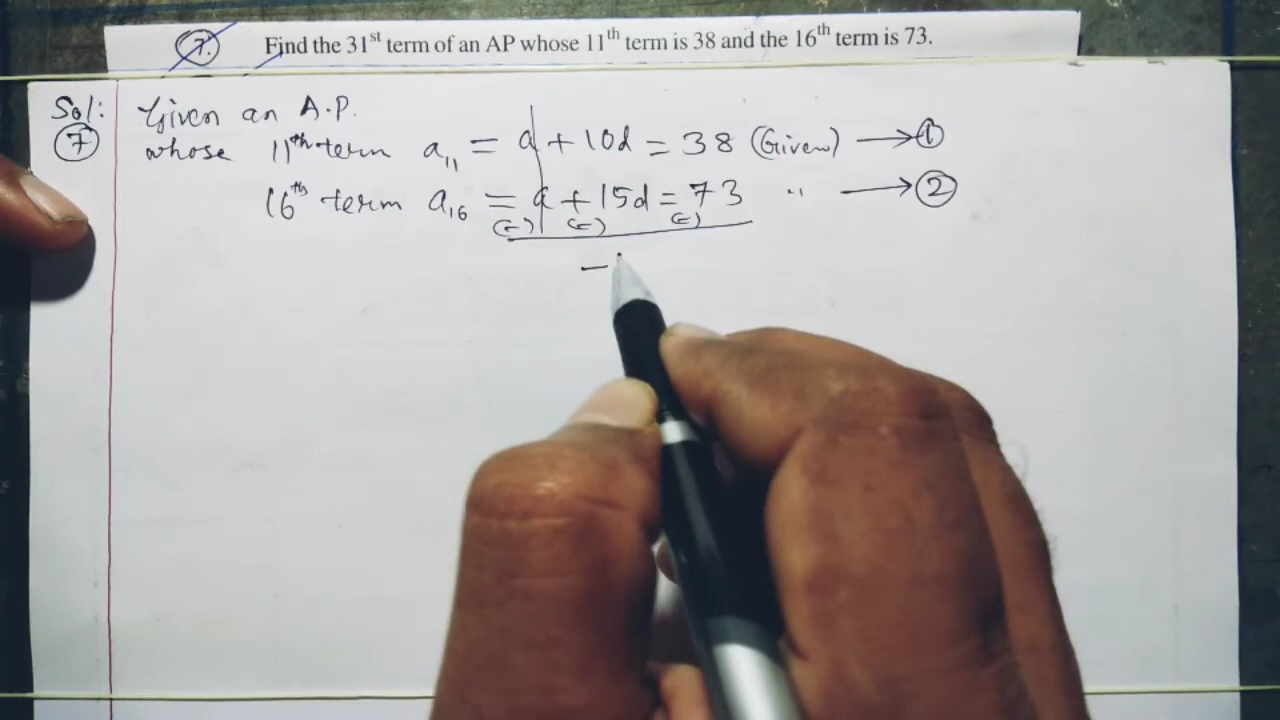 7. Find the 31st term of an AP whose 11th term is 38 and the 16th term is 73.
Sol: Given an A.P.
7 whose 11th term a11 = a + 10d = 38 (Given) → 1
16th term a16 = a + 15d = 73 " → 2
(-) (-) (-)
-